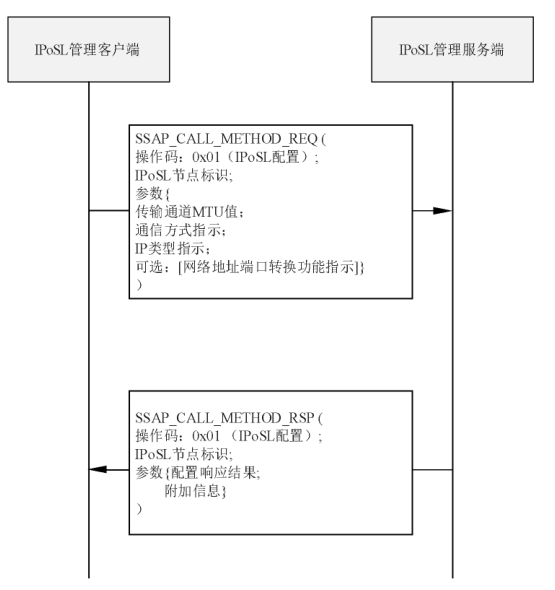 IPoSL管理客户端
IPoSL管理服务端
SSAP_CALL_METHOD_REQ (
操作码：0x01（IPoSL配置）;
IPoSL节点标识;
参数{
传输通道MTU值；
通信方式指示；
IP类型指示；
可选：[网络地址端口转换功能指示]}
)
SSAP_CALL_METHOD_RSP (
操作码：0x01 （IPoSL配置）;
IPoSL节点标识;
参数{配置响应结果;
附加信息}
)